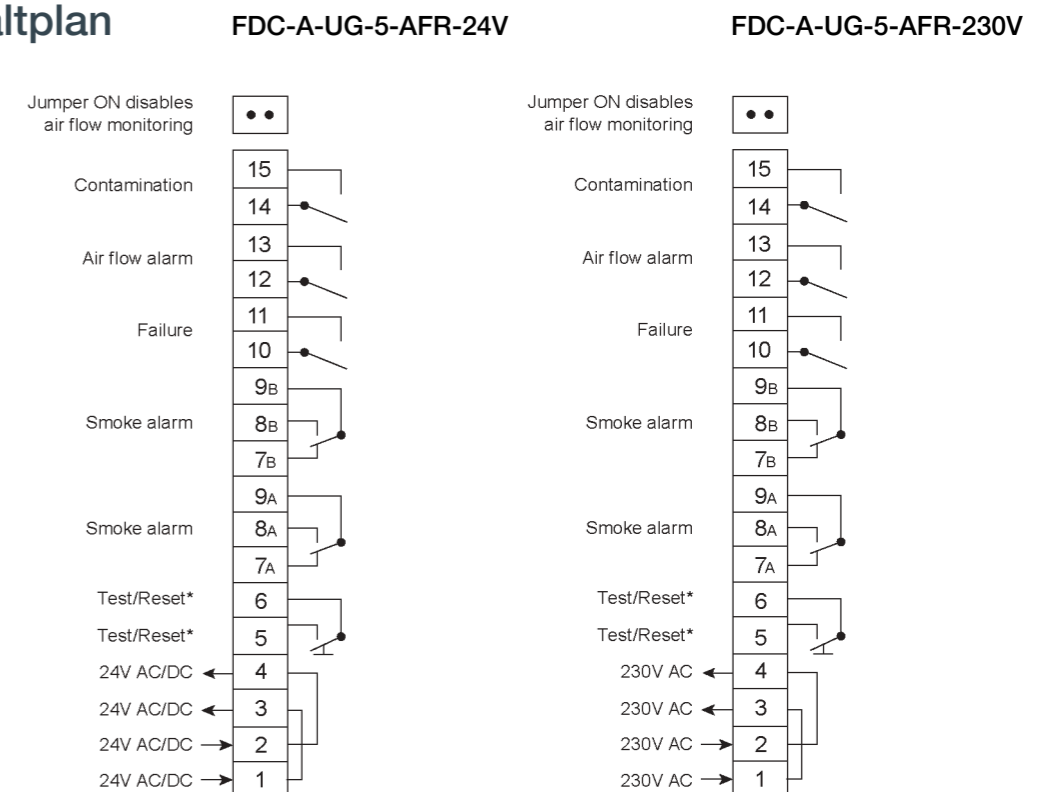 altplan
FDC-A-UG-5-AFR-24V
FDC-A-UG-5-AFR-230V
Jumper ON disables
air flow monitoring
15
Contamination
14
13
Air flow alarm
12
11
Failure
10
9B
Smoke alarm
8B
7B
9A
Smoke alarm
8A
7A
Test/Reset*
6
Test/Reset*
5
24V AC/DC
4
24V AC/DC
3
24V AC/DC
2
24V AC/DC
1
Jumper ON disables
air flow monitoring
15
Contamination
14
13
Air flow alarm
12
11
Failure
10
9B
Smoke alarm
8B
7B
9A
Smoke alarm
8A
7A
Test/Reset*
6
Test/Reset*
5
230V AC
4
230V AC
3
230V AC
2
230V AC
1